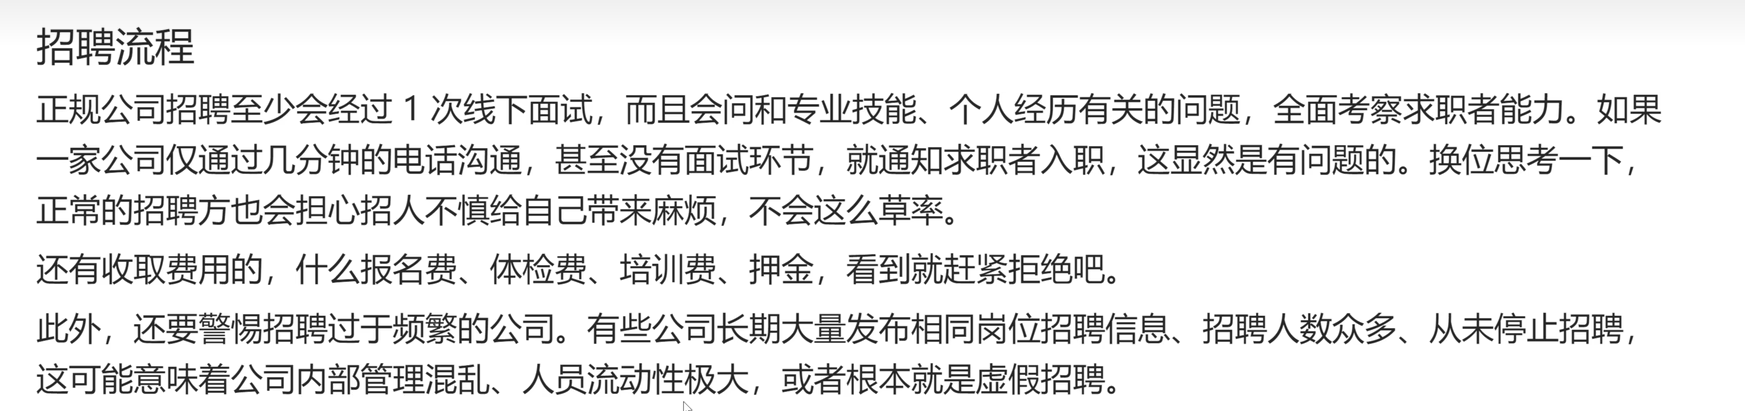 招聘流程
正规公司招聘至少会经过 1 次线下面试，而且会问和专业技能、个人经历有关的问题，全面考察求职者能力。如果
一家公司仅通过几分钟的电话沟通，甚至没有面试环节，就通知求职者入职，这显然是有问题的。换位思考一下，
正常的招聘方也会担心招人不慎给自己带来麻烦，不会这么草率。
还有收取费用的，什么报名费、体检费、培训费、押金，看到就赶紧拒绝吧。
此外，还要警惕招聘过于频繁的公司。有些公司长期大量发布相同岗位招聘信息、招聘人数众多、从未停止招聘，
这可能意味着公司内部管理混乱、人员流动性极大，或者根本就是虚假招聘。